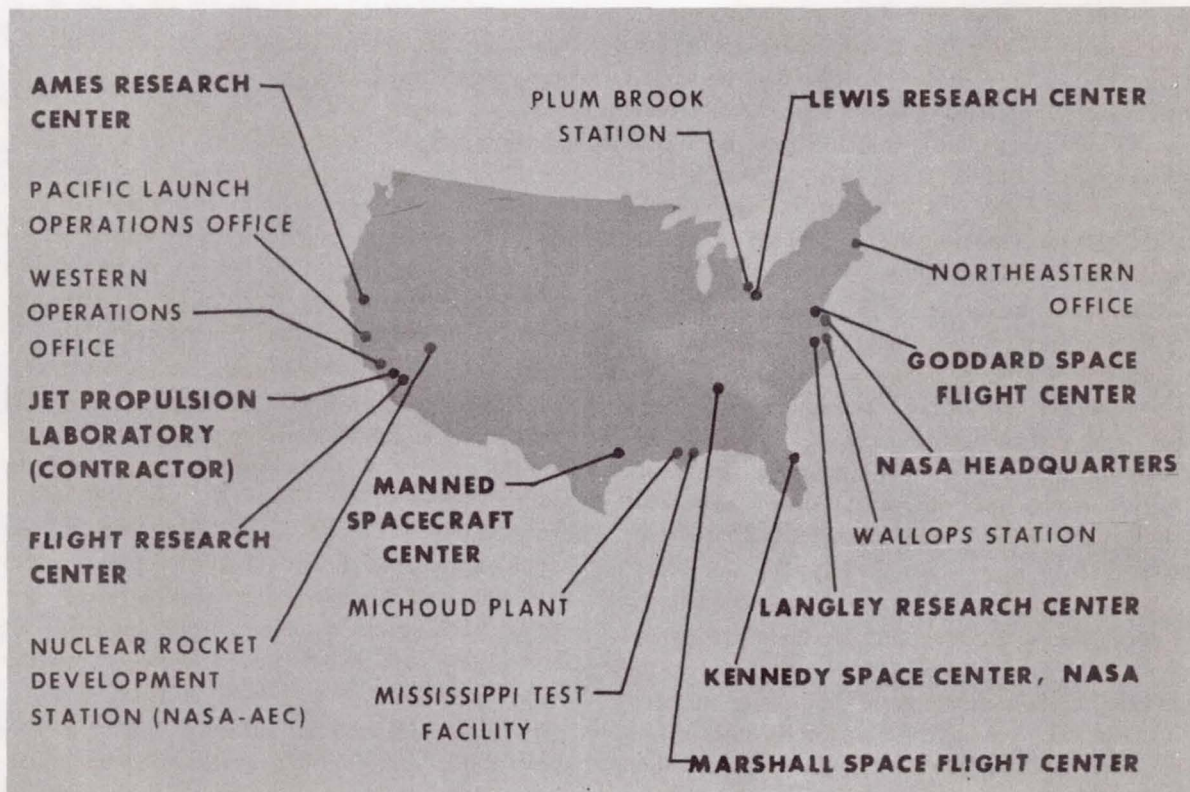 AMES RESEARCH
CENTER
PACIFIC LAUNCH
OPERATIONS OFFICE
WESTERN
OPERATIONS
OFFICE
JET PROPULSION
LABORATORY
(CONTRACTOR)
FLIGHT RESEARCH
CENTER
NUCLEAR ROCKET
DEVELOPMENT
STATION (NASA-AEC)
PLUM BROOK
STATION
MANNED
SPACECRAFT
CENTER
MICHOUD PLANT
MISSISSIPPI TEST
FACILITY
LEWIS RESEARCH CENTER
NORTHEASTERN
OFFICE
GODDARD SPACE
FLIGHT CENTER
NASA HEADQUARTERS
WALLOPS STATION
LANGLEY RESEARCH CENTER
KENNEDY SPACE CENTER, NASA
MARSHALL SPACE FLIGHT CENTER